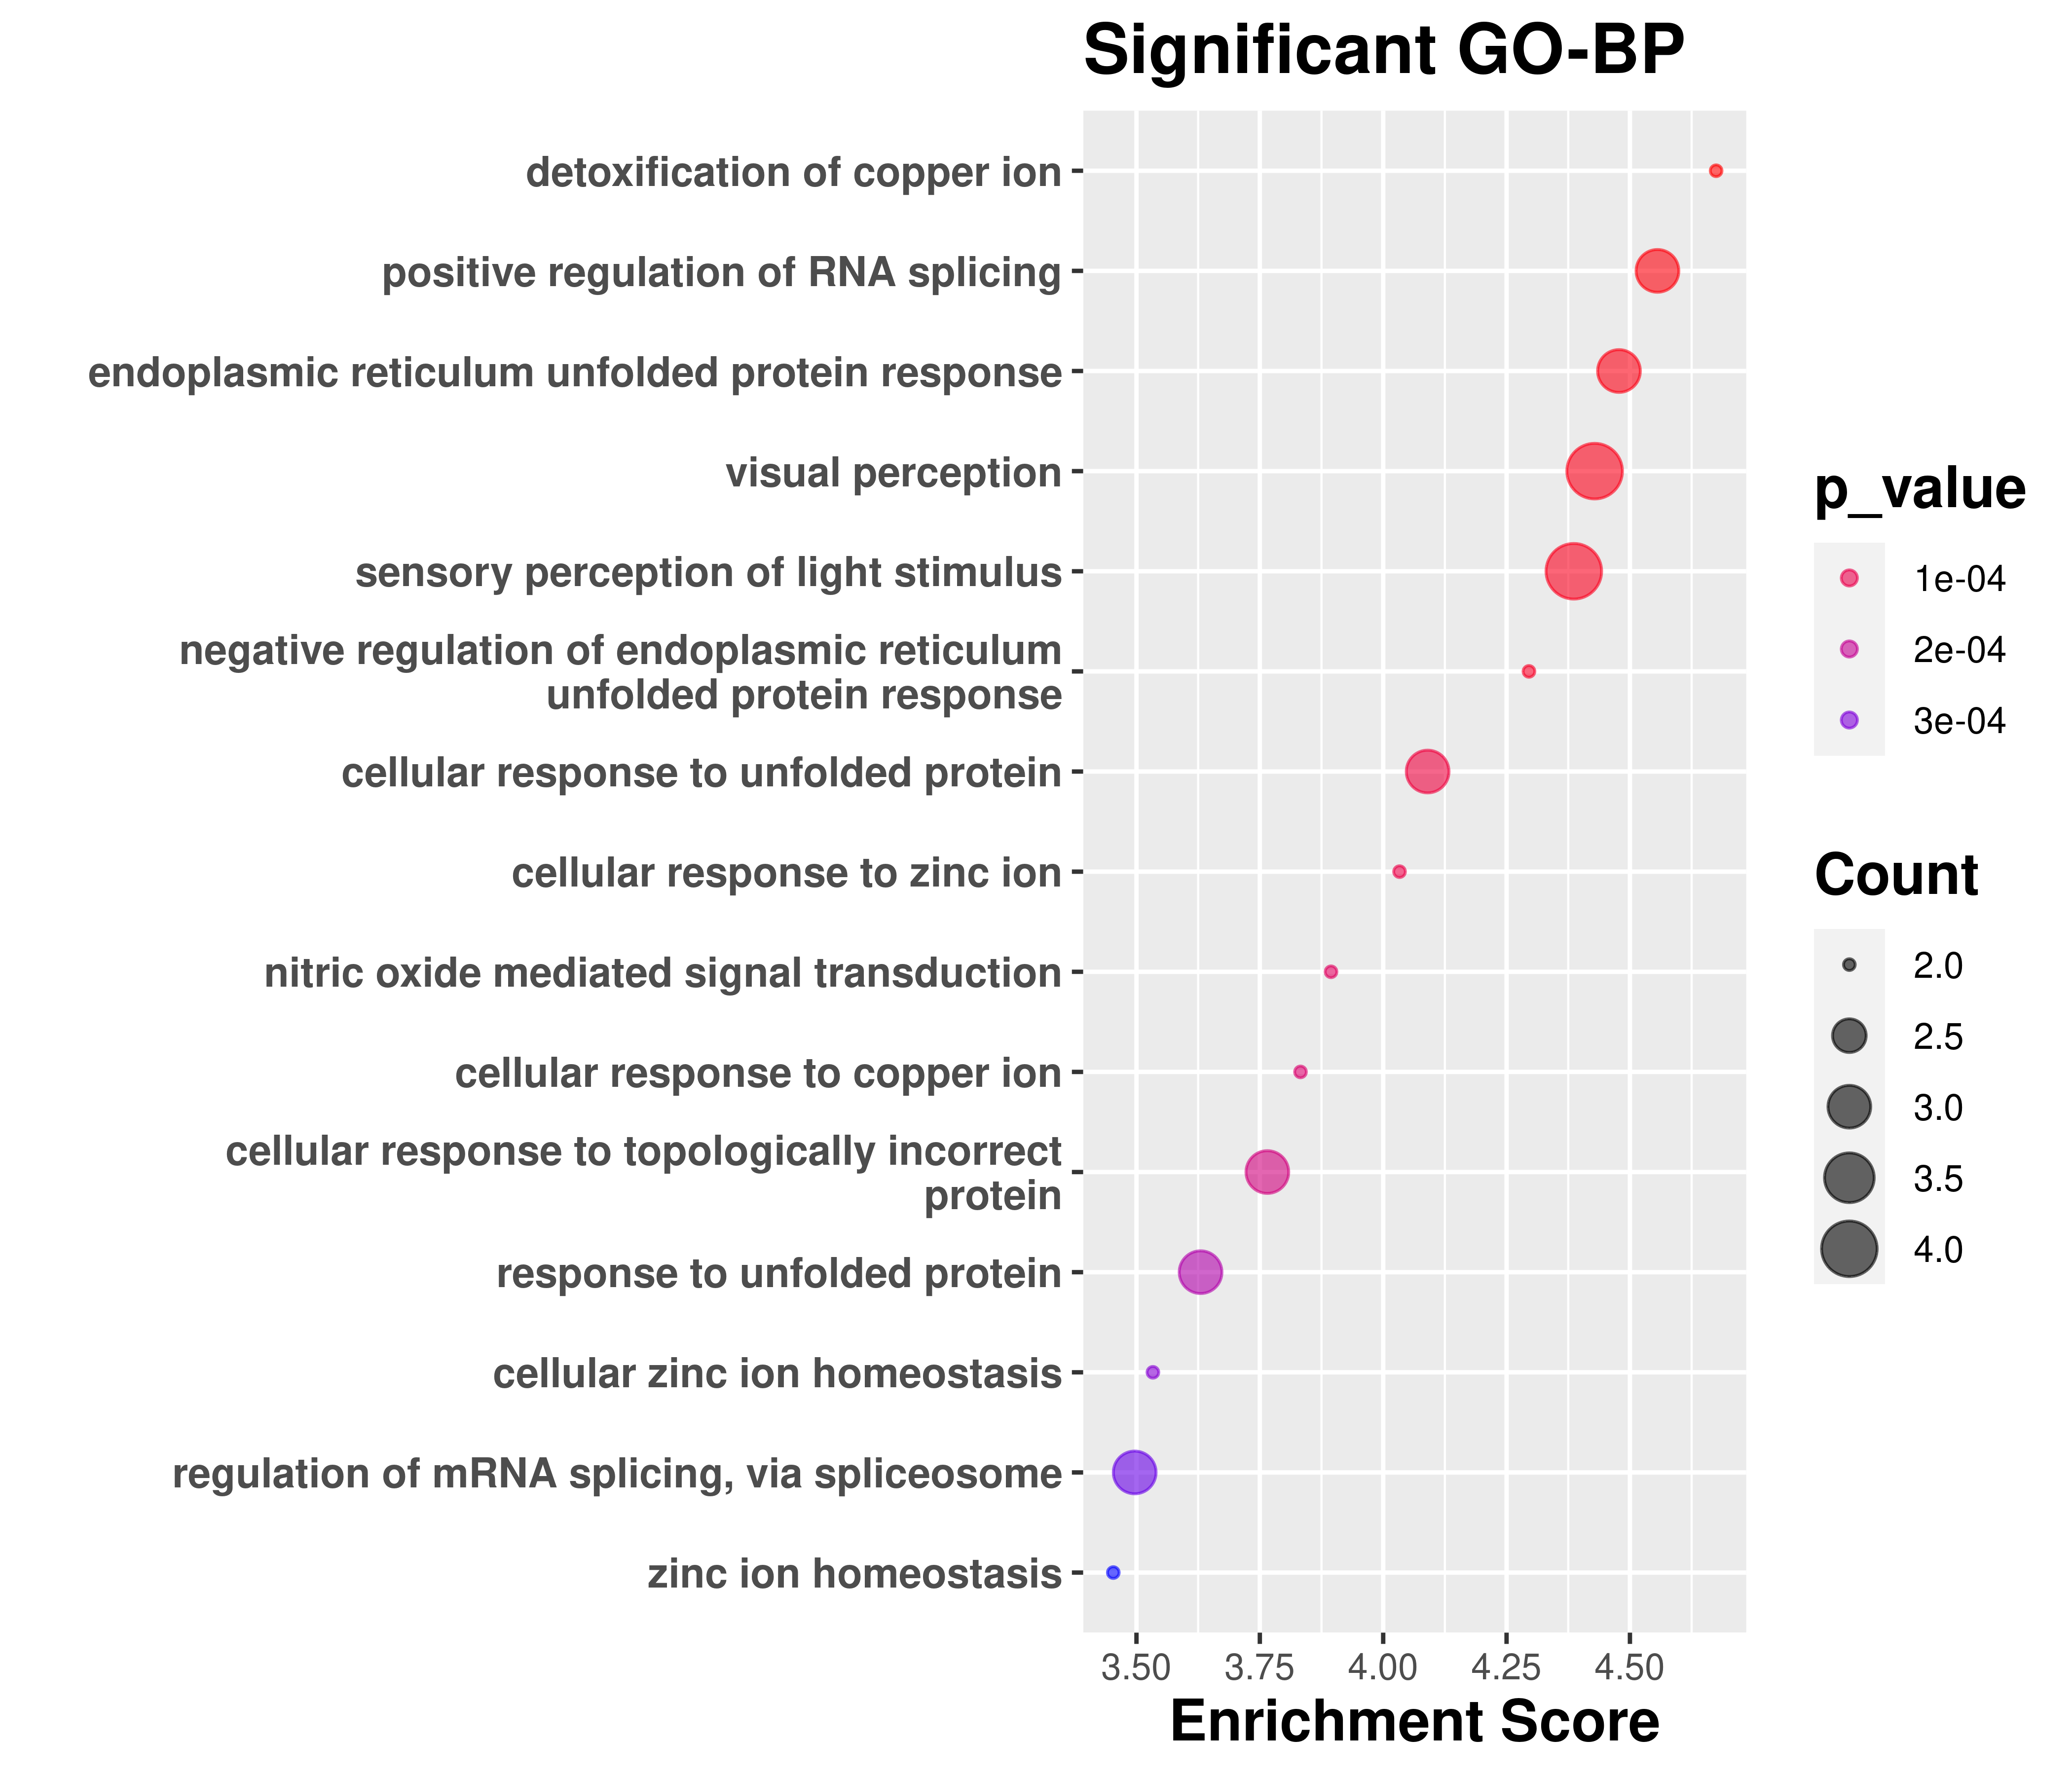 Significant GO-BP
detoxification of copper ion
positive regulation of RNA splicing
endoplasmic reticulum unfolded protein response
visual perception
sensory perception of light stimulus
negative regulation of endoplasmic reticulum
unfolded protein response
cellular response to unfolded protein
cellular response to zinc ion
nitric oxide mediated signal transduction
cellular response to copper ion
cellular response to topologically incorrect
protein
response to unfolded protein
cellular zinc ion homeostasis
regulation of mRNA splicing, via spliceosome
zinc ion homeostasis
3.50 3.75 4.00 4.25 4.50
Enrichment Score
p_value
1e-04
2e-04
3e-04
Count
2.0
2.5
3.0
3.5
4.0